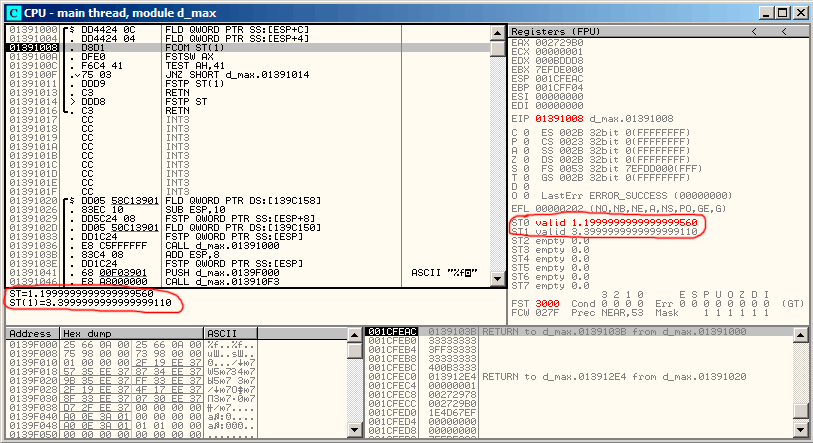 CPU - main thread, module d_max
01391000 $ DD4424 0C FLD QWORD PTR SS:[ESP+C]
01391004 . DD4424 04 FLD QWORD PTR SS:[ESP+4]
01391008 . D8D1 FCOM ST(1)
0139100A . DFE0 FSTSW AX
0139100C . F6C4 41 TEST AH,41
0139100F . 75 03 JNZ SHORT d_max.01391014
01391011 . DDD9 FSTP ST(1)
01391013 . C3 RETN
01391014 > DDD8 FSTP ST
01391016 . C3 RETN
01391017 CC INT3
01391018 CC INT3
01391019 CC INT3
0139101A CC INT3
0139101B CC INT3
0139101C CC INT3
0139101D CC INT3
0139101E CC INT3
0139101F CC INT3
01391020 $ DD05 58C13901 FLD QWORD PTR DS:[139C158]
01391026 . 83EC 10 SUB ESP,10
01391029 . DD5C24 08 FSTP QWORD PTR SS:[ESP+8]
0139102D . DD05 50C13901 FLD QWORD PTR DS:[139C150]
01391033 . DD1C24 FSTP QWORD PTR SS:[ESP]
01391036 . E8 C5FFFFFF CALL d_max.01391000
0139103B . 83C4 08 ADD ESP,8
0139103E . DD1C24 FSTP QWORD PTR SS:[ESP]
01391041 . 68 00F03901 PUSH d_max.0139F000 ASCII "%f
01391046 . E8 A8000000 CALL d_max.013910F3
ST=1.1999999999999999560
ST(1)=3.3999999999999999110
Registers (FPU) < <
EAX 002729B0
ECX 00000001
EDX 000BDDD8
EBX 7EFDE000
ESP 001CFEAC
EBP 001CFF04
ESI 00000000
EDI 00000000
EIP 01391008 d_max.01391008
C 0 ES 002B 32bit 0(FFFFFFFF)
P 0 CS 0023 32bit 0(FFFFFFFF)
A 0 SS 002B 32bit 0(FFFFFFFF)
Z 0 DS 002B 32bit 0(FFFFFFFF)
S 0 FS 0053 32bit 7EFDD000(FFF)
T 0 GS 002B 32bit 0(FFFFFFFF)
D 0
O 0 LastErr ERROR_SUCCESS (00000000)
EFL 00000202 (NO,NB,NE,A,NS,PO,GE,G)
ST0 valid 1.1999999999999999560
ST1 valid 3.3999999999999999110
ST2 empty 0.0
ST3 empty 0.0
ST4 empty 0.0
ST5 empty 0.0
ST6 empty 0.0
ST7 empty 0.0
3 2 1 0 E S P U O Z D I
FST 3000 Cond 0 0 0 0 Err 0 0 0 0 0 0 0 0 (GT)
FCW 027F Prec NEAR,53 Mask 1 1 1 1 1 1
Address Hex dump ASCII
0139F000 25 66 0A 00 25 66 0A 00 %f..%f..
0139F008 75 98 00 00 73 98 00 00
0139F010 01 00 00 00 2F 19 EE 37
0139F018 57 35 EE 37 87 34 EE 37
0139F020 9B 35 EE 37 FF 33 EE 37
0139F028 2F 19 EE 37 4F 17 EE 37
0139F030 8F 33 EE 37 07 30 EE 37
0139F038 D7 2F EE 37 00 00 00 00
0139F040 A0 0E 3A 01 00 00 00 00
0139F048 01 00 00 00 00 00 00 00
0139F050 A0 0E 3A 01 01 00 00 00
001CFEAC 0139103B RETURN to d_max.0139103B from d_max.01391000
001CFEB0 33333333
001CFEB4 3FF33333
001CFEB8 33333333
001CFEBC 400B3333
001CFEC0 013912E4 RETURN to d_max.013912E4 from d_max.01391020
001CFEC4 00000001
001CFEC8 00272978
001CFECC 002729B0
001CFED0 1E4D67EF
001CFED4 00000000
001CFED8 00000000